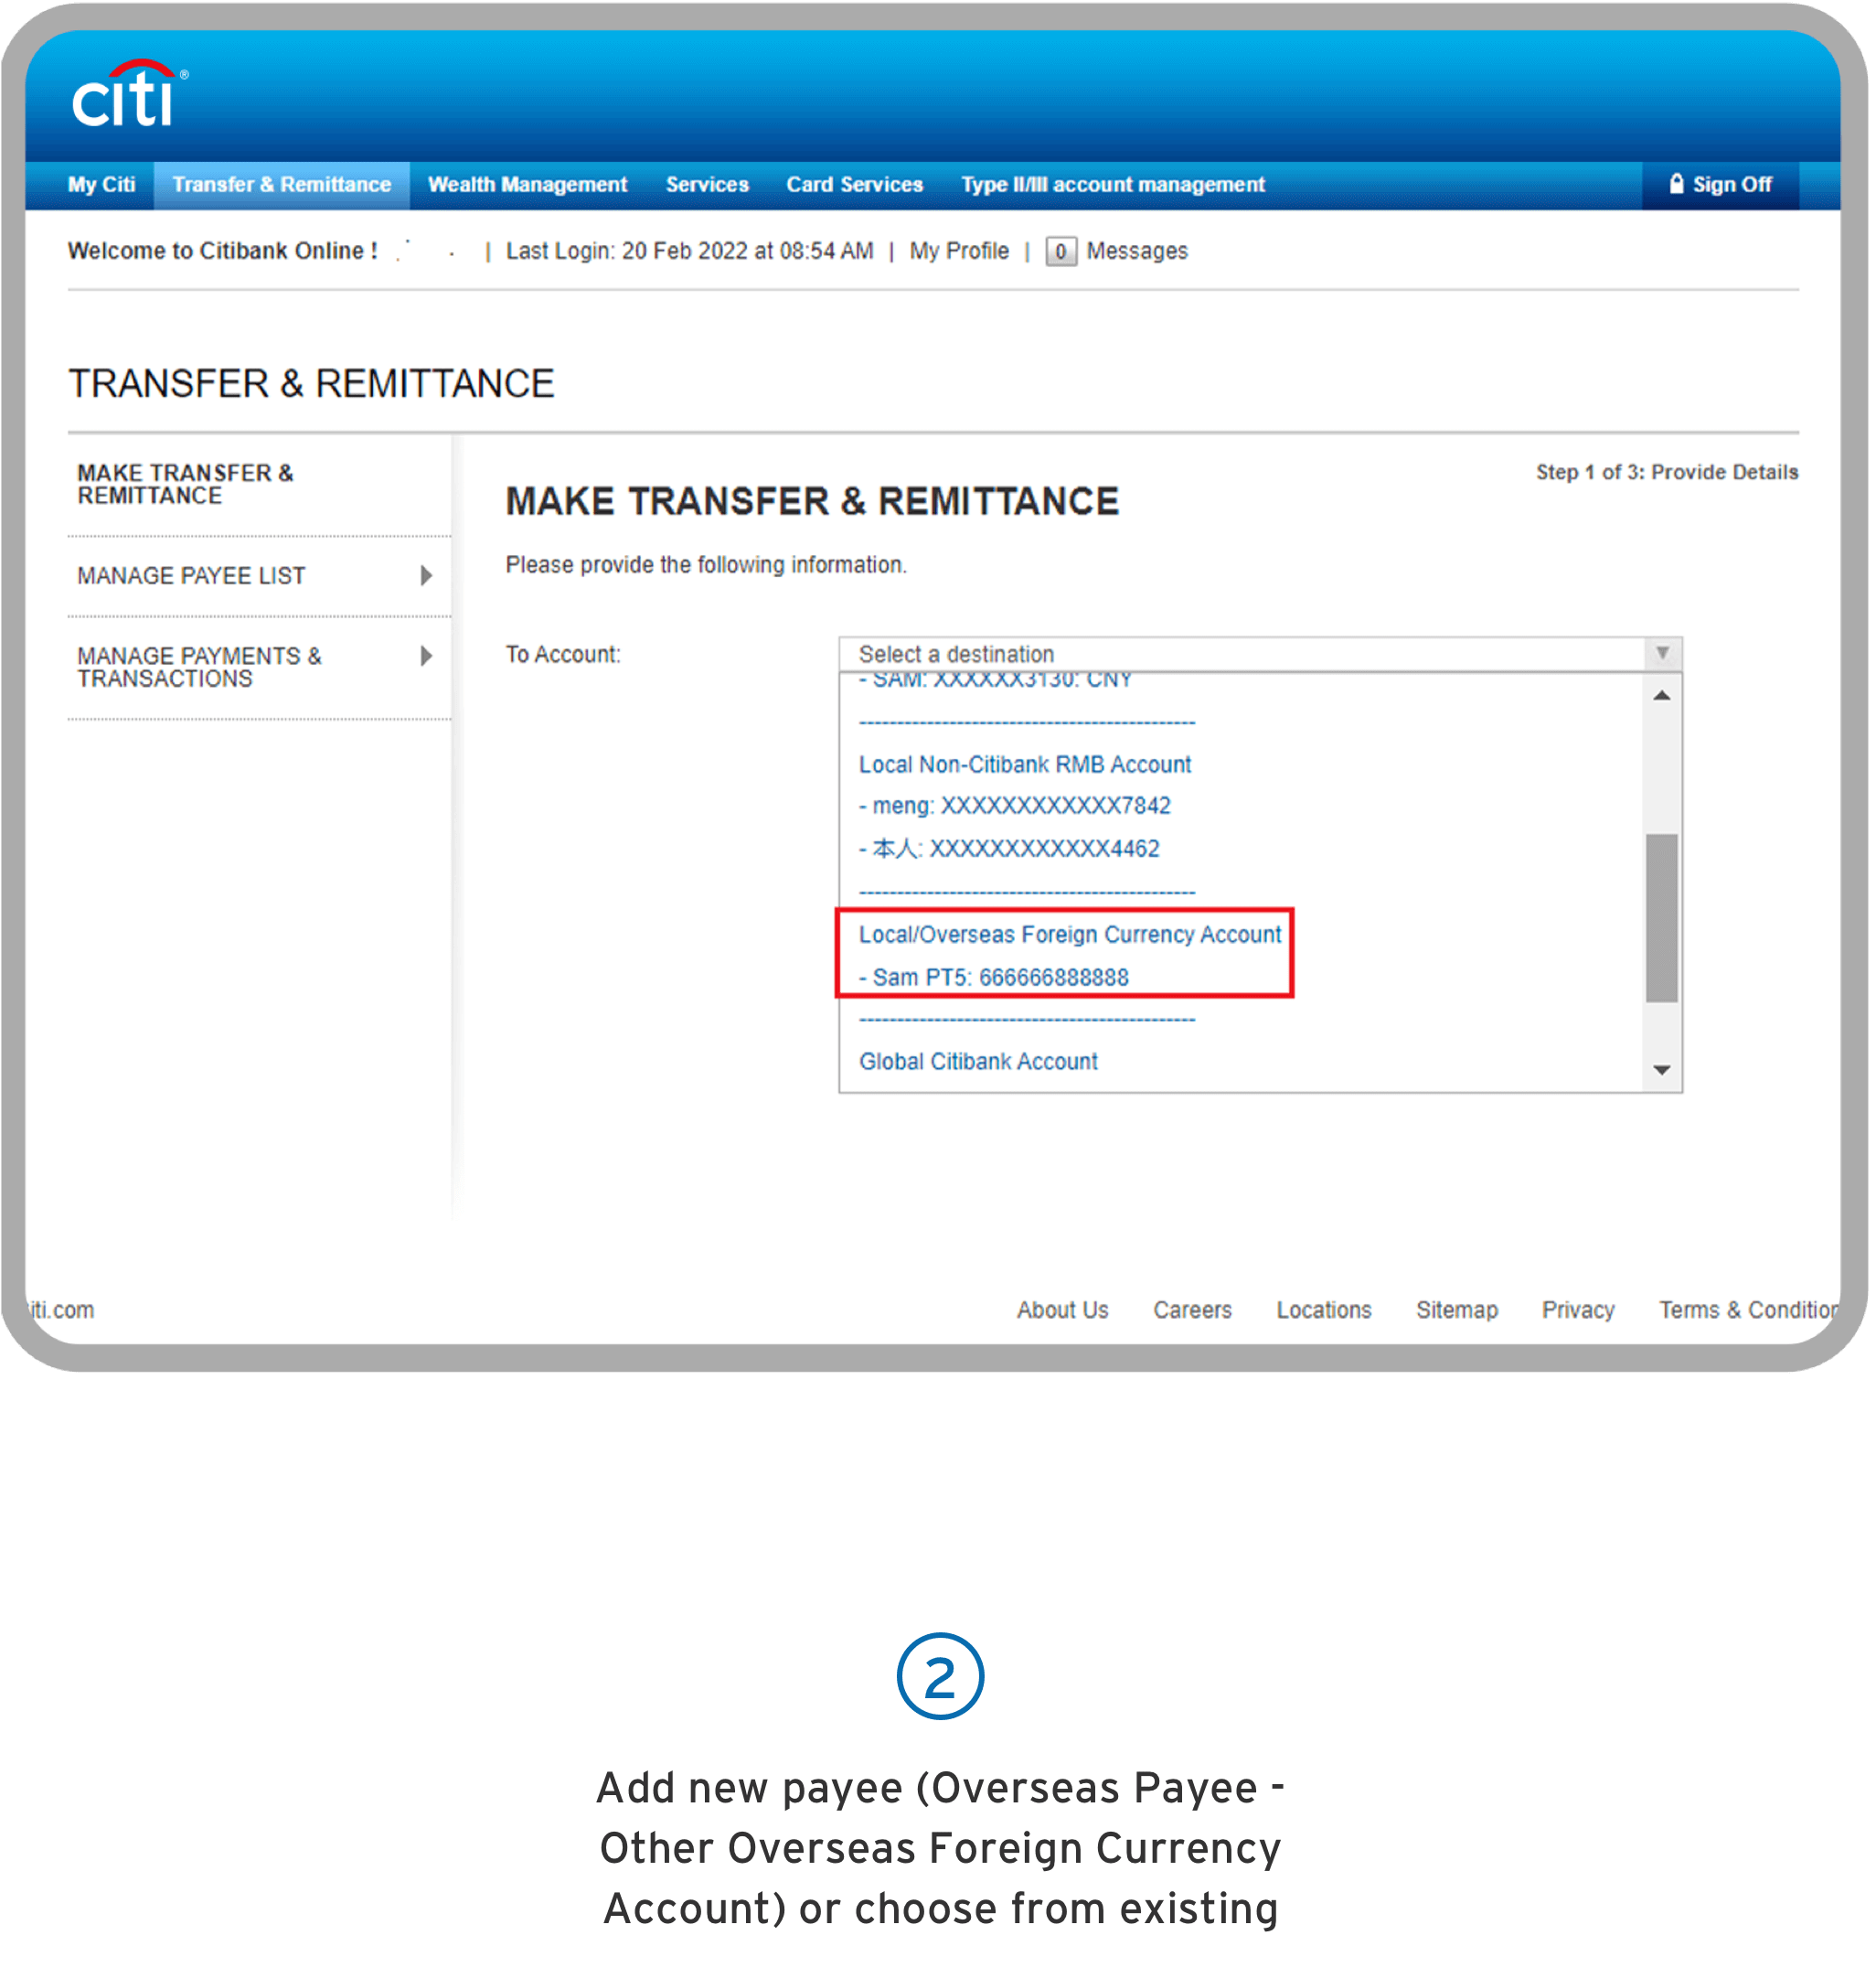 citi®
My Citi Transfer & Remittance Wealth Management Services Card Services Type II/III account management Sign Off
Welcome to Citibank Online ! | Last Login: 20 Feb 2022 at 08:54 AM | My Profile | 0 Messages
TRANSFER & REMITTANCE
MAKE TRANSFER &
REMITTANCE
MANAGE PAYEE LIST
MANAGE PAYMENTS &
TRANSACTIONS
Step 1 of 3: Provide Details
MAKE TRANSFER & REMITTANCE
Please provide the following information.
To Account:
Select a destination
- SAM: XXXXXX3130: CNY
--------------------------------------------
Local Non-Citibank RMB Account
- meng: XXXXXXXXXXXX7842
- 本人: XXXXXXXXXXXX4462
--------------------------------------------
Local/Overseas Foreign Currency Account
- Sam PT5: 666666888888
--------------------------------------------
Global Citibank Account
iti.com
About Us Careers Locations Sitemap Privacy Terms & Condition
2
Add new payee (Overseas Payee -
Other Overseas Foreign Currency
Account) or choose from existing